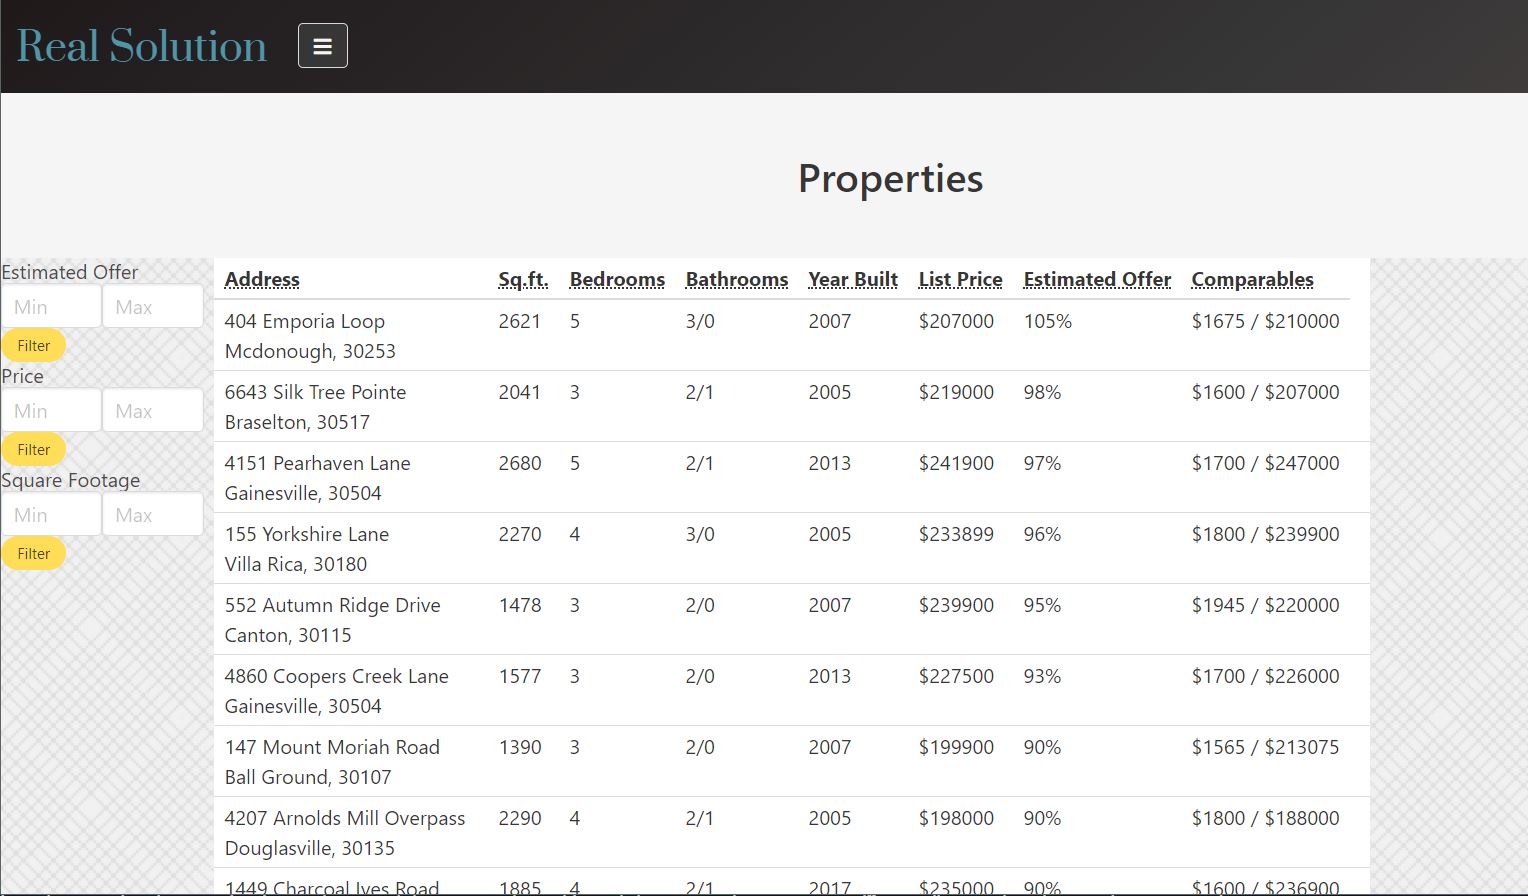 Real Solution
Properties
Estimated Offer
Min Max
Filter
Price
Min Max
Filter
Square Footage
Min Max
Filter
Address Sq.ft. Bedrooms Bathrooms Year Built List Price Estimated Offer Comparables
404 Emporia Loop 2621 5 3/0 2007 $207000 105% $1675 / $210000
Mcdonough, 30253
6643 Silk Tree Pointe 2041 3 2/1 2005 $219000 98% $1600 / $207000
Braselton, 30517
4151 Pearhaven Lane 2680 5 2/1 2013 $241900 97% $1700 / $247000
Gainesville, 30504
155 Yorkshire Lane 2270 4 3/0 2005 $233899 96% $1800 / $239900
Villa Rica, 30180
552 Autumn Ridge Drive 1478 3 2/0 2007 $239900 95% $1945 / $220000
Canton, 30115
4860 Coopers Creek Lane 1577 3 2/0 2013 $227500 93% $1700 / $226000
Gainesville, 30504
147 Mount Moriah Road 1390 3 2/0 2007 $199900 90% $1565 / $213075
Ball Ground, 30107
4207 Arnolds Mill Overpass 2290 4 2/1 2005 $198000 90% $1800 / $188000
Douglasville, 30135
1449 Charcoal Ives Road 1885 4 2/1 2017 $235000 90% $1600 / $236900